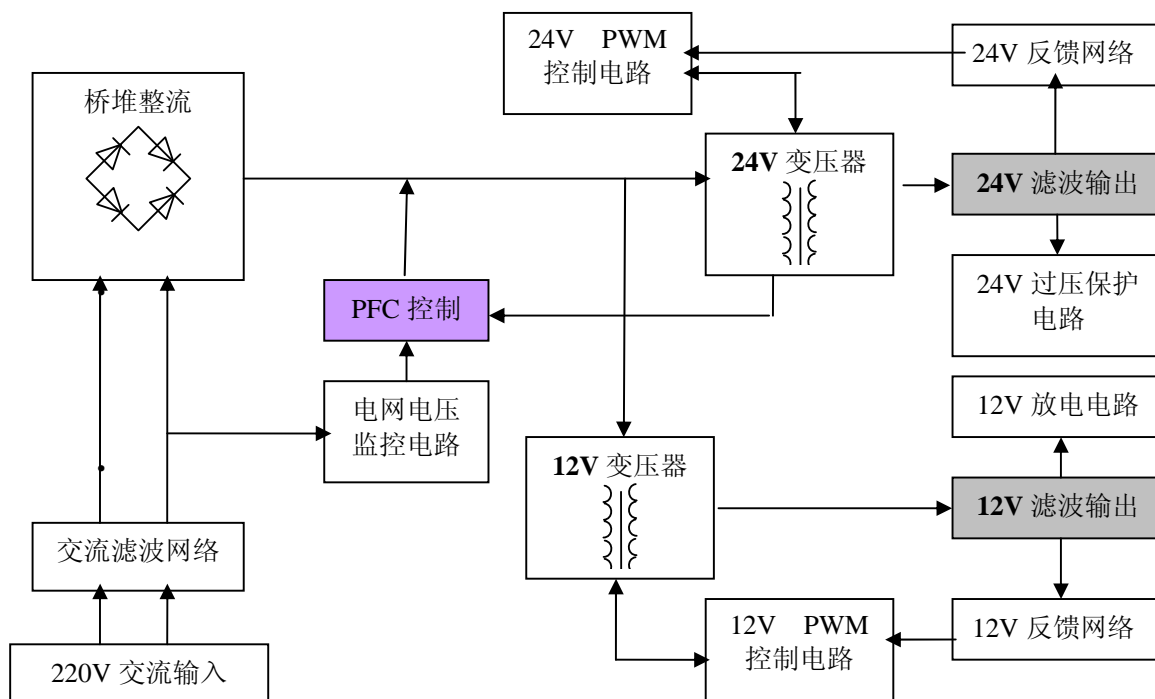 24V PWM
控制电路
24V 反馈网络
桥堆整流
24V 变压器
24V 滤波输出
PFC 控制
24V 过压保护
电路
电网电压
监控电路
12V 放电电路
12V 变压器
12V 滤波输出
交流滤波网络
12V PWM
控制电路
12V 反馈网络
220V 交流输入